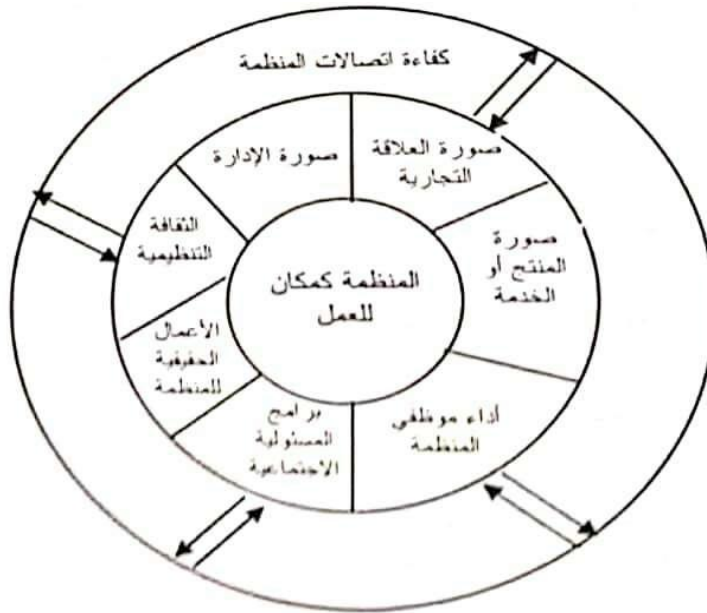 كفاءة اتصالات المنظمة
صورة الإدارة
صورة العلاقة
التجارية
الثقافة
التنظيمية
صورة
المنتج أو
الخدمة
المنظمة كمكان
للعمل
الأعمال
الحقيقية
للمنظمة
برامج
المسئولية
الاجتماعية
أداء موظفي
المنظمة